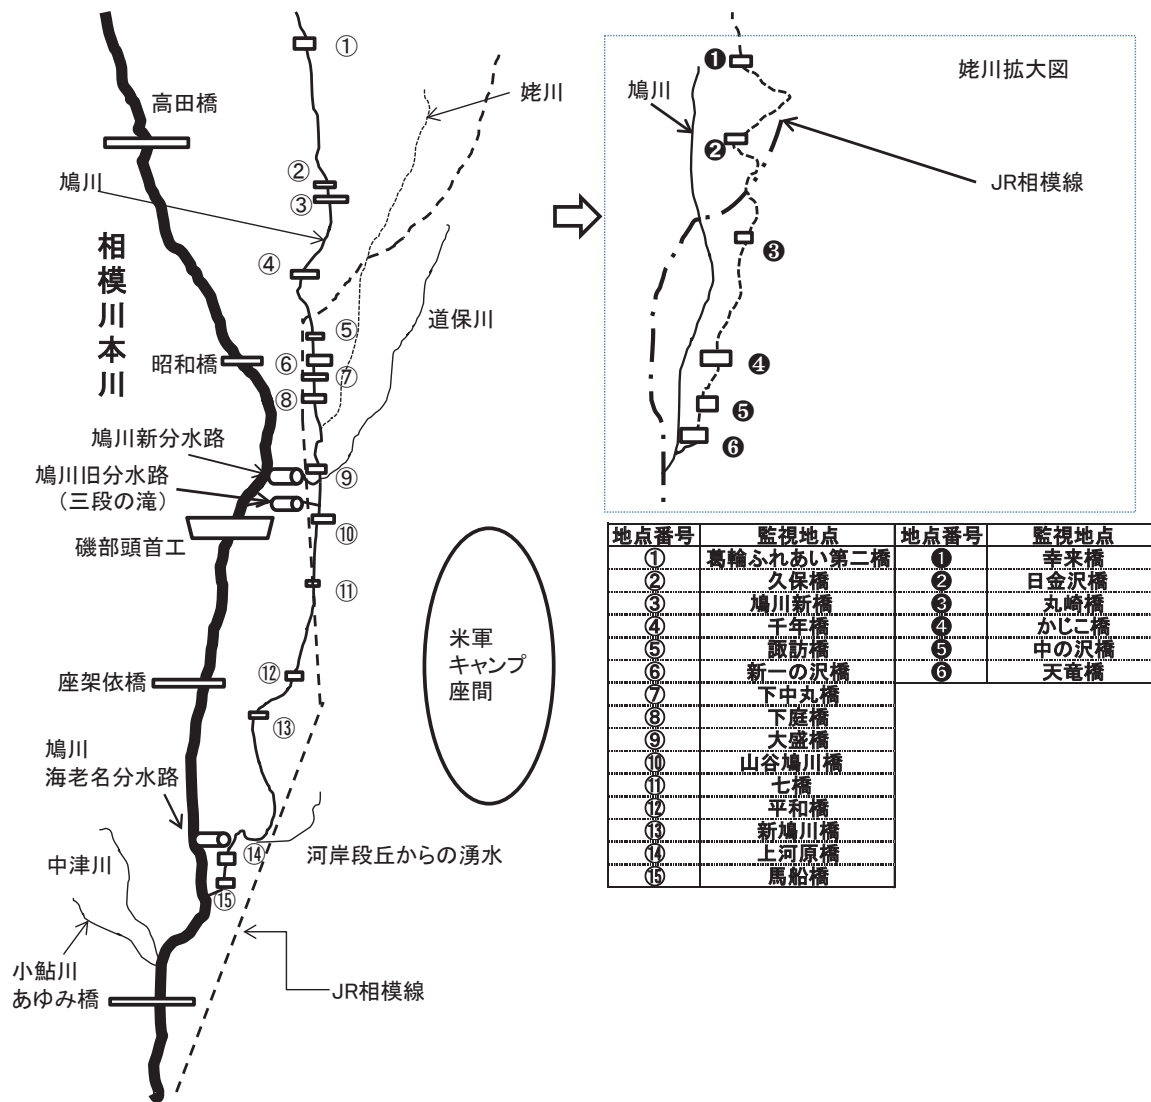 ①
高田橋
姥川
鳩川
②
③
相模川本川
④
道保川
⑤
昭和橋
⑥
⑦
⑧
鳩川新分水路
鳩川旧分水路
（三段の滝）
⑨
磯部頭首工
⑩
⑪
米軍
キャンプ
座間
座架依橋
⑫
⑬
鳩川
海老名分水路
⑭
河岸段丘からの湧水
中津川
⑮
小鮎川
あゆみ橋
JR相模線
❶
姥川拡大図
鳩川
❷
JR相模線
❸
❹
❺
❻
地点番号 監視地点 地点番号 監視地点
① 葛輪ふれあい第二橋 ❶ 幸来橋
② 久保橋 ❷ 日金沢橋
③ 鳩川新橋 ❸ 丸崎橋
④ 千年橋 ❹ かじこ橋
⑤ 諏訪橋 ❺ 中の沢橋
⑥ 新一の沢橋 ❻ 天竜橋
⑦ 下中丸橋
⑧ 下庭橋
⑨ 大盛橋
⑩ 山谷鳩川橋
⑪ 七橋
⑫ 平和橋
⑬ 新鳩川橋
⑭ 上河原橋
⑮ 馬船橋